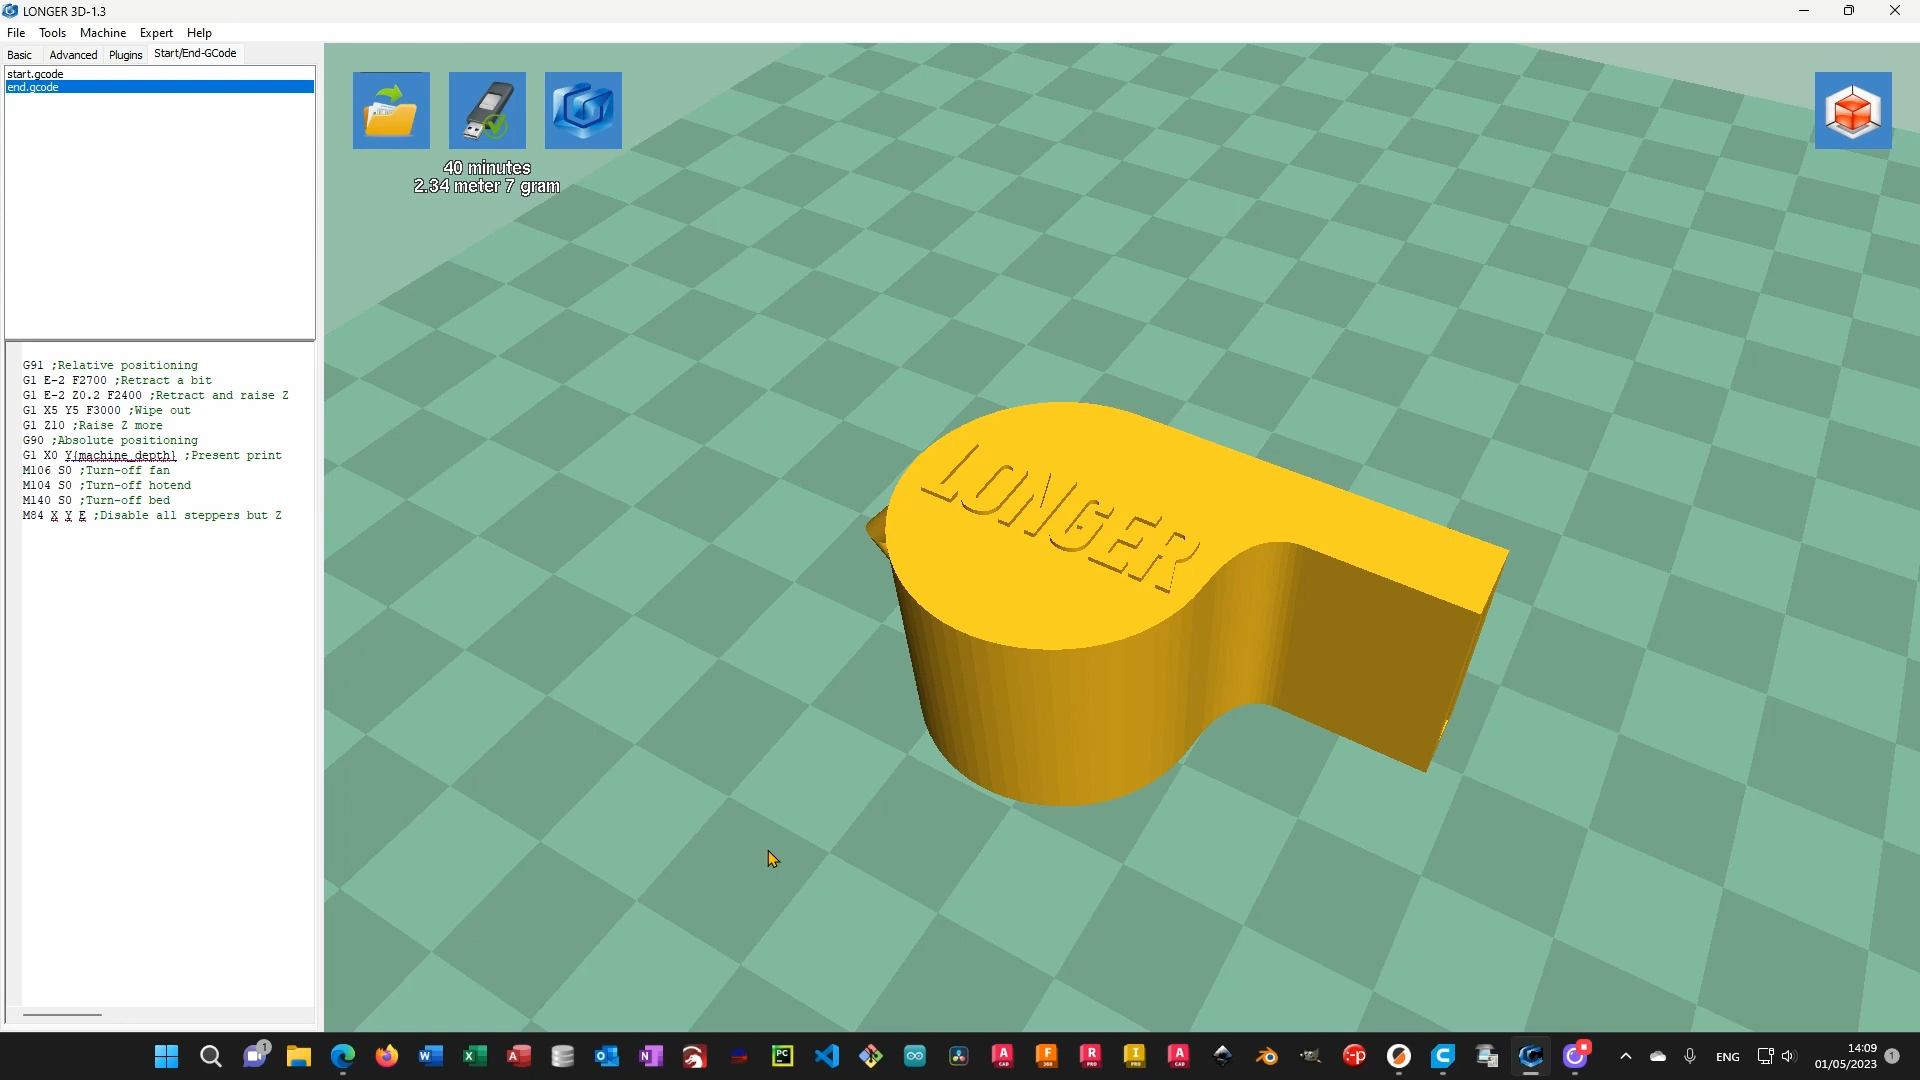 LONGER 3D-1.3
File Tools Machine Expert Help
Basic Advanced Plugins Start/End-GCode
start.gcode
end.gcode
40 minutes
2.34 meter 7 gram
G91 ;Relative positioning
G1 E-2 F2700 ;Retract a bit
G1 E-2 Z0.2 F2400 ;Retract and raise Z
G1 X5 Y5 F3000 ;Wipe out
G1 Z10 ;Raise Z more
G90 ;Absolute positioning
G1 X0 Y{machine_depth} ;Present print
M106 S0 ;Turn-off fan
M104 S0 ;Turn-off hotend
M140 S0 ;Turn-off bed
M84 X Y E ;Disable all steppers but Z
LONGER
ENG
14:09
01/05/2023
1